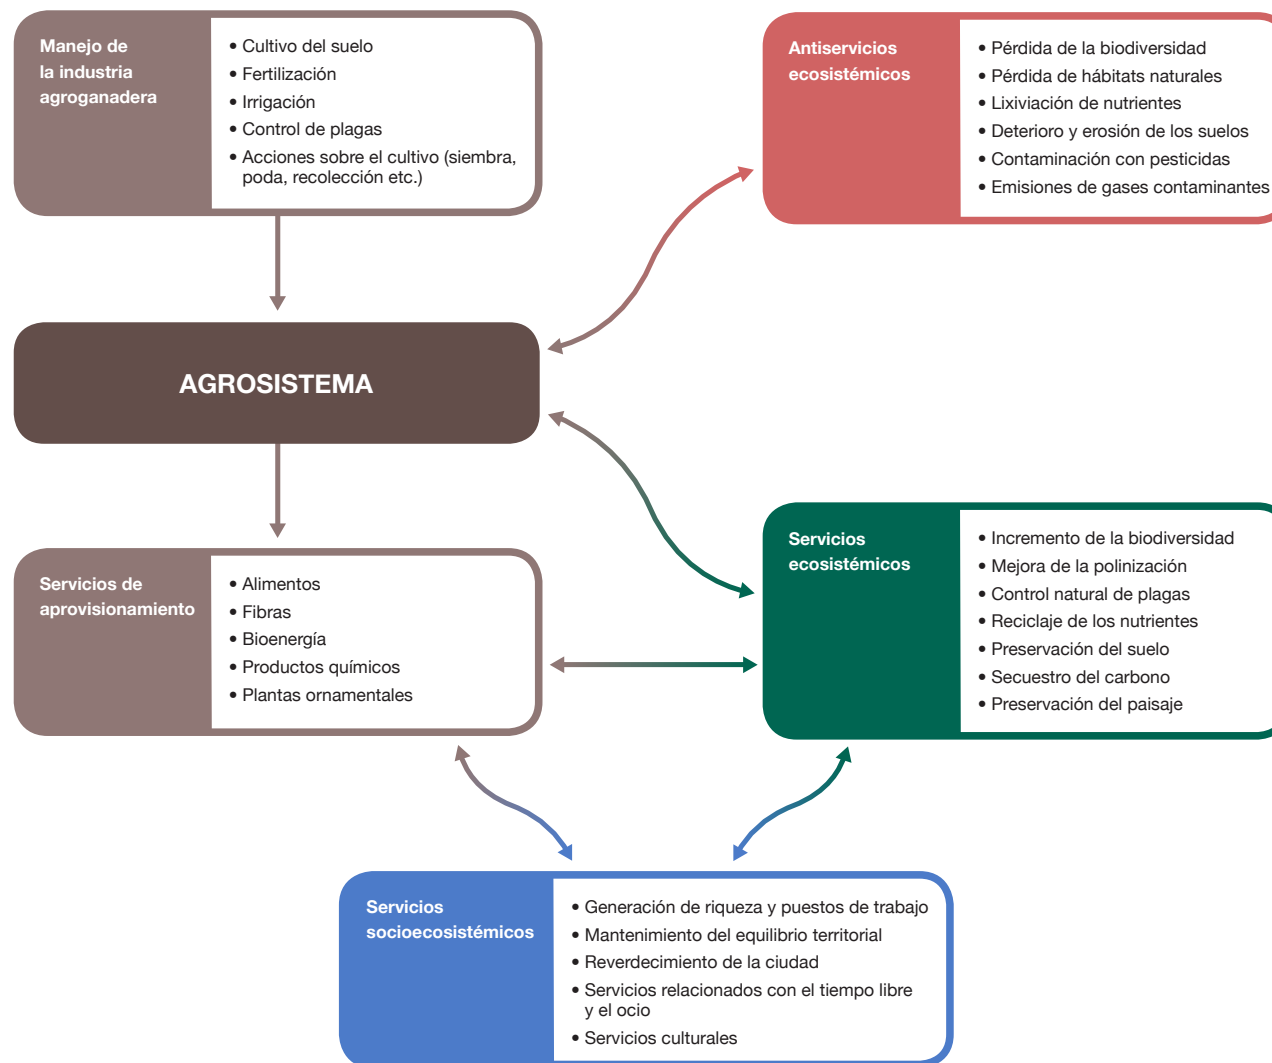 Manejo de
la industria
agroganadera
• Cultivo del suelo
• Fertilización
• Irrigación
• Control de plagas
• Acciones sobre el cultivo (siembra,
poda, recolección etc.)
Antiservicios
ecosistémicos
• Pérdida de la biodiversidad
• Pérdida de hábitats naturales
• Lixiviación de nutrientes
• Deterioro y erosión de los suelos
• Contaminación con pesticidas
• Emisiones de gases contaminantes
AGROSISTEMA
Servicios de
aprovisionamiento
• Alimentos
• Fibras
• Bioenergía
• Productos químicos
• Plantas ornamentales
Servicios
ecosistémicos
• Incremento de la biodiversidad
• Mejora de la polinización
• Control natural de plagas
• Reciclaje de los nutrientes
• Preservación del suelo
• Secuestro del carbono
• Preservación del paisaje
Servicios
socioecosistémicos
• Generación de riqueza y puestos de trabajo
• Mantenimiento del equilibrio territorial
• Reverdecimiento de la ciudad
• Servicios relacionados con el tiempo libre
y el ocio
• Servicios culturales